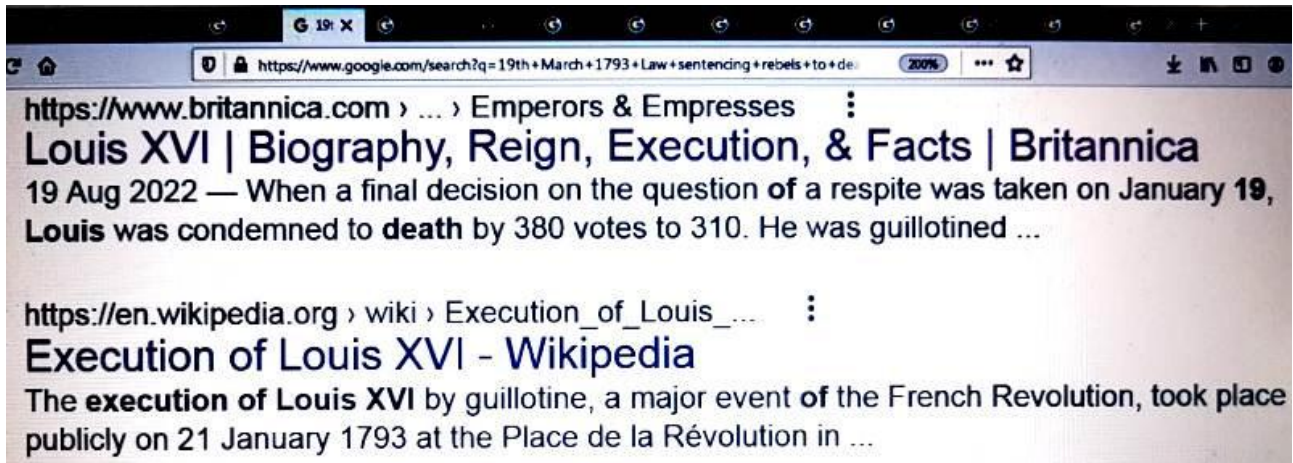 G 19t X
https://www.google.com/search?q=19th+March+1793+Law+sentencing+rebels+to+de
200%
https://www.britannica.com › ... › Emperors & Empresses
Louis XVI | Biography, Reign, Execution, & Facts | Britannica
19 Aug 2022 — When a final decision on the question of a respite was taken on January 19,
Louis was condemned to death by 380 votes to 310. He was guillotined ...
https://en.wikipedia.org › wiki › Execution_of_Louis_...
Execution of Louis XVI - Wikipedia
The execution of Louis XVI by guillotine, a major event of the French Revolution, took place
publicly on 21 January 1793 at the Place de la Révolution in ...